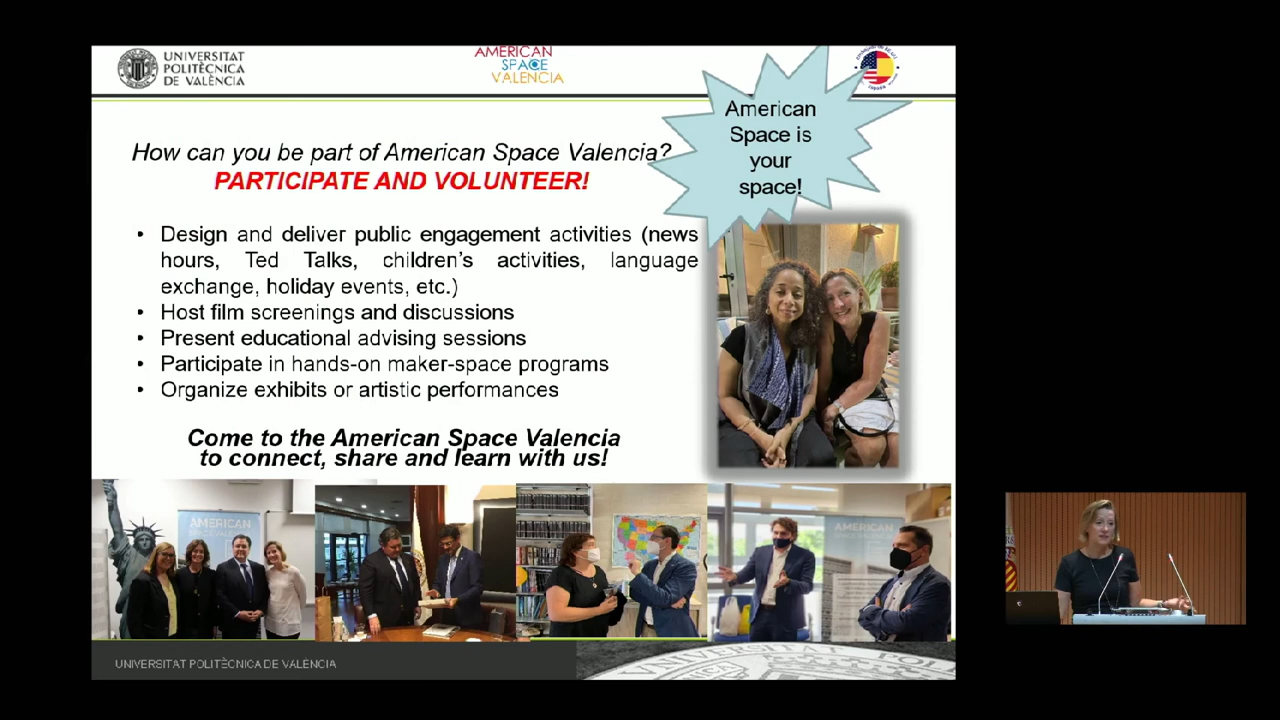 UNIVERSITAT
POLITÈCNICA
DE VALÈNCIA
AMERICAN
SPACE
VALENCIA
American
Space is
your
space!
How can you be part of American Space Valencia?
PARTICIPATE AND VOLUNTEER!
• Design and deliver public engagement activities (news
hours, Ted Talks, children's activities, language
exchange, holiday events, etc.)
• Host film screenings and discussions
• Present educational advising sessions
• Participate in hands-on maker-space programs
• Organize exhibits or artistic performances
Come to the American Space Valencia
to connect, share and learn with us!
AMERICAN
SPACE VALENCIA
AMERICAN
SPACE VALENCIA
UNIVERSITAT POLITÈCNICA DE VALÈNCIA